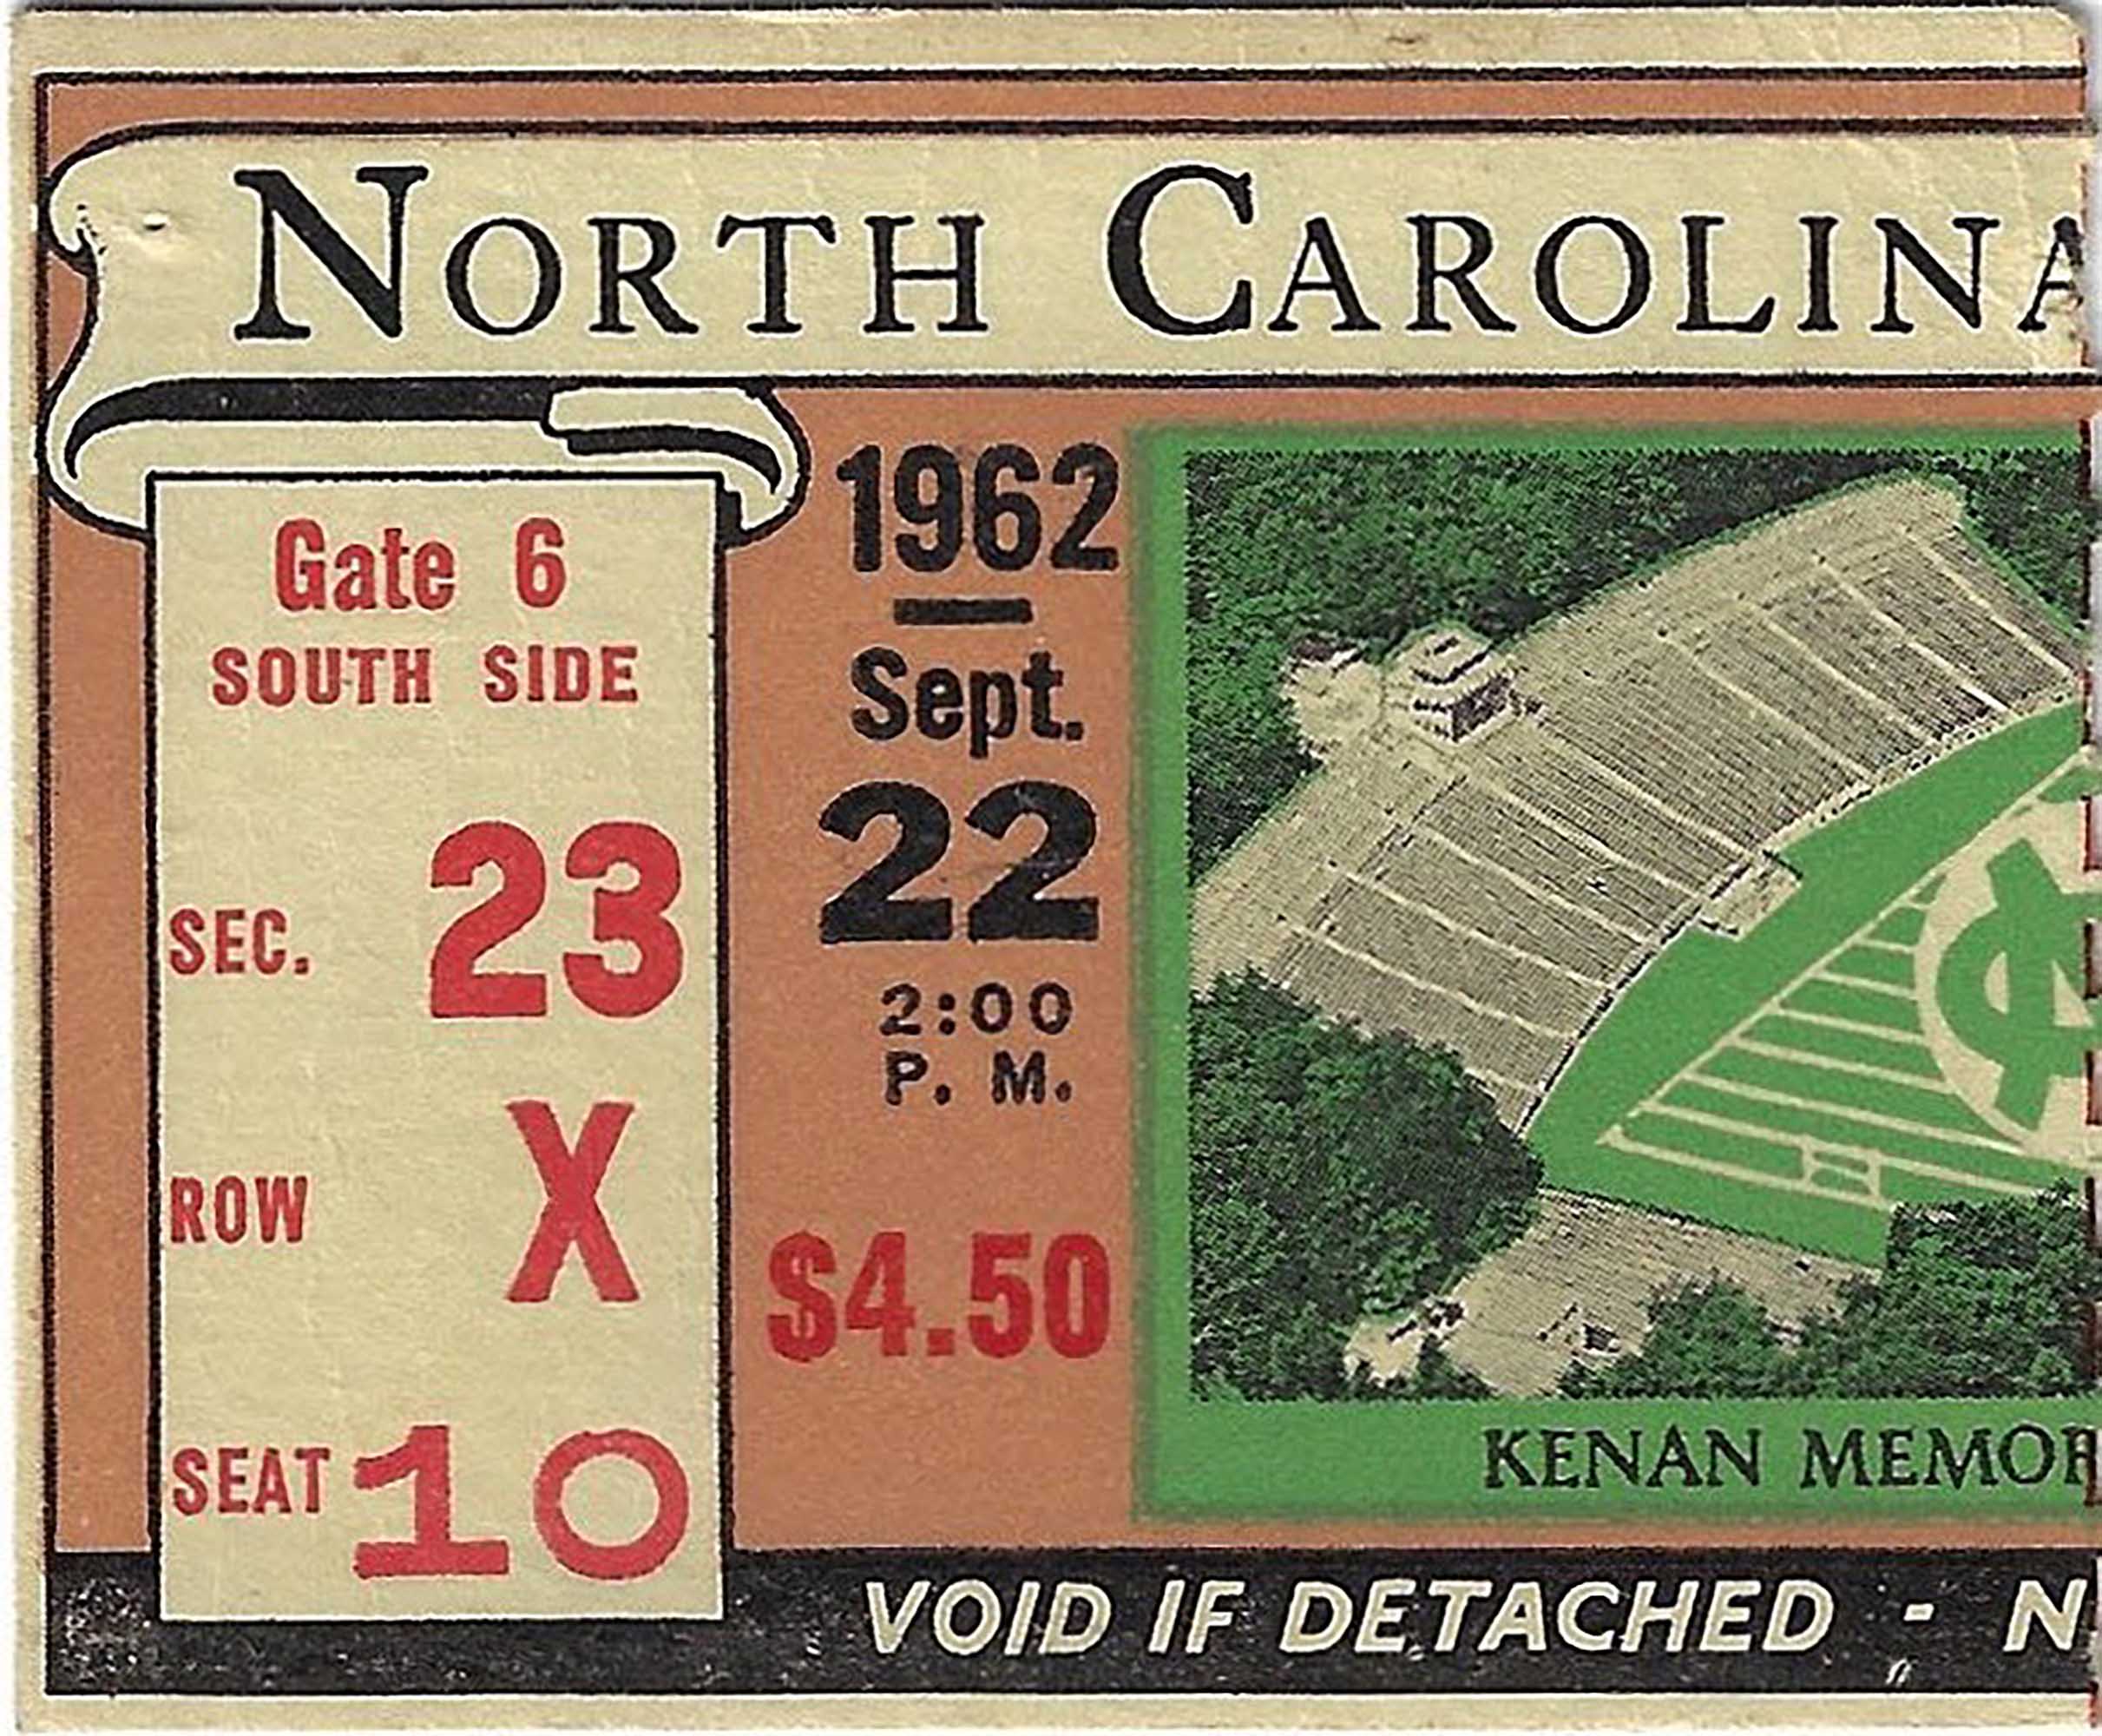 NORTH CAROLINA
Gate 6
SOUTH SIDE
SEC. 23
ROW X
SEAT 10
1962
Sept.
22
2:00
P. M.
$4.50
KENAN MEMOR
VOID IF DETACHED - N